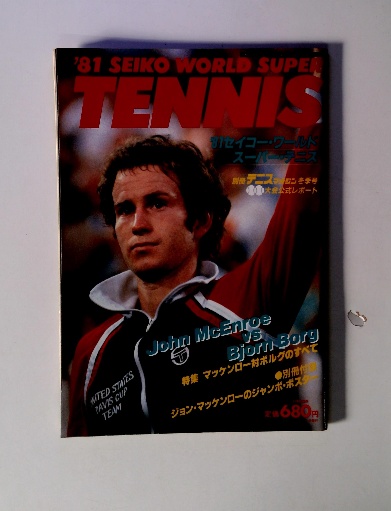 '81 SEIKO WORLD SUPER
TENNIS
'81セイコー・ワールド
スーパー・テニス
別冊テニスマガジン冬季号
大会公式レポート
John McEnroe
vs
Bjorn Borg
特集 マッケンロー対ボルグのすべて
●別冊付録
ジョン・マッケンローのジャンボ・ポスター
定価680円
UNITED STATES
DAVIS CUP
TEAM